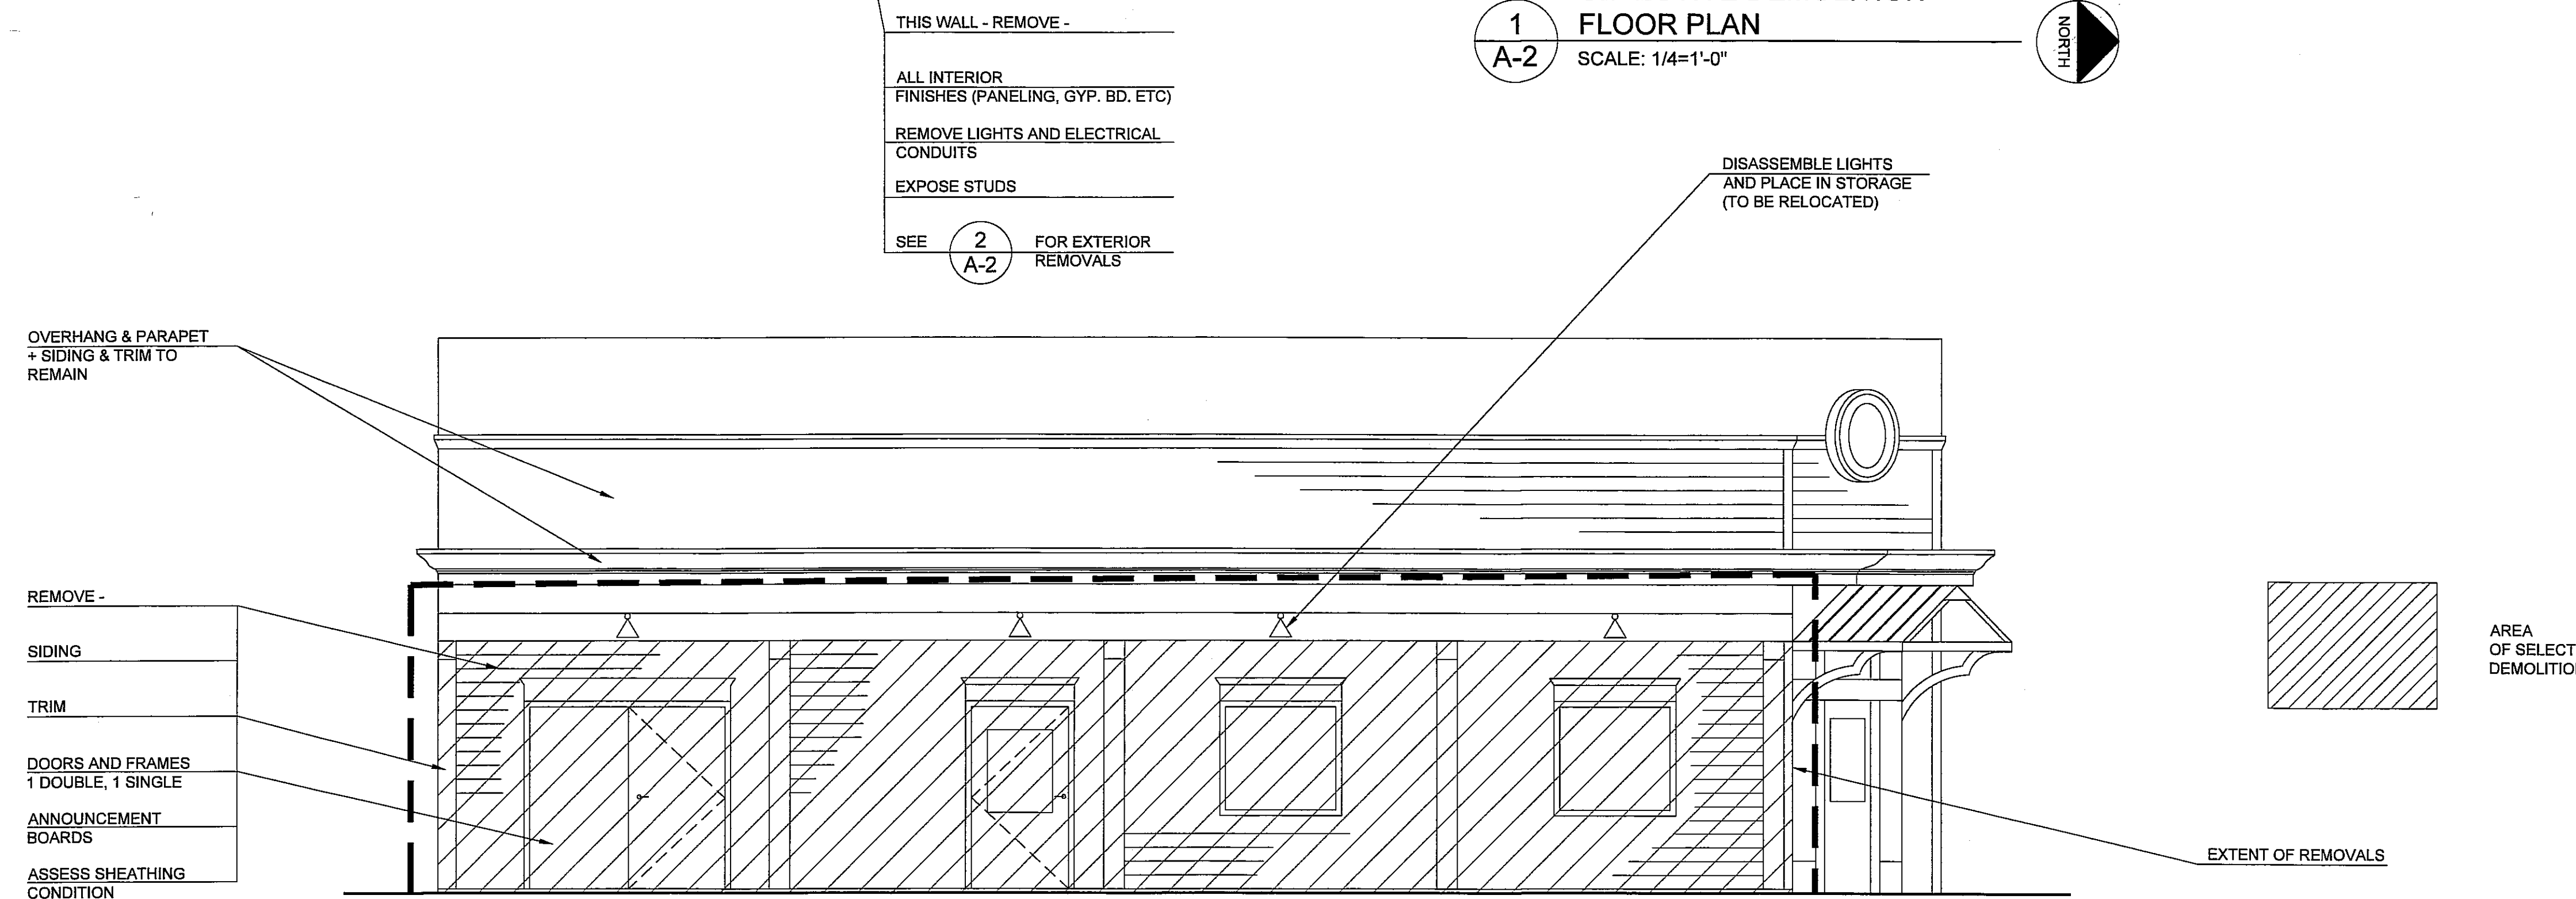 THIS WALL - REMOVE -
ALL INTERIOR
FINISHES (PANELING, GYP. BD. ETC)
REMOVE LIGHTS AND ELECTRICAL
CONDUITS
EXPOSE STUDS
SEE 2 A-2 FOR EXTERIOR
REMOVALS
1
A-2
FLOOR PLAN
SCALE: 1/4=1'-0"
NORTH
DISASSEMBLE LIGHTS
AND PLACE IN STORAGE
(TO BE RELOCATED)
OVERHANG & PARAPET
+ SIDING & TRIM TO
REMAIN
REMOVE -
SIDING
TRIM
DOORS AND FRAMES
1 DOUBLE, 1 SINGLE
ANNOUNCEMENT
BOARDS
ASSESS SHEATHING
CONDITION
AREA
OF SELECT
DEMOLITION
EXTENT OF REMOVALS